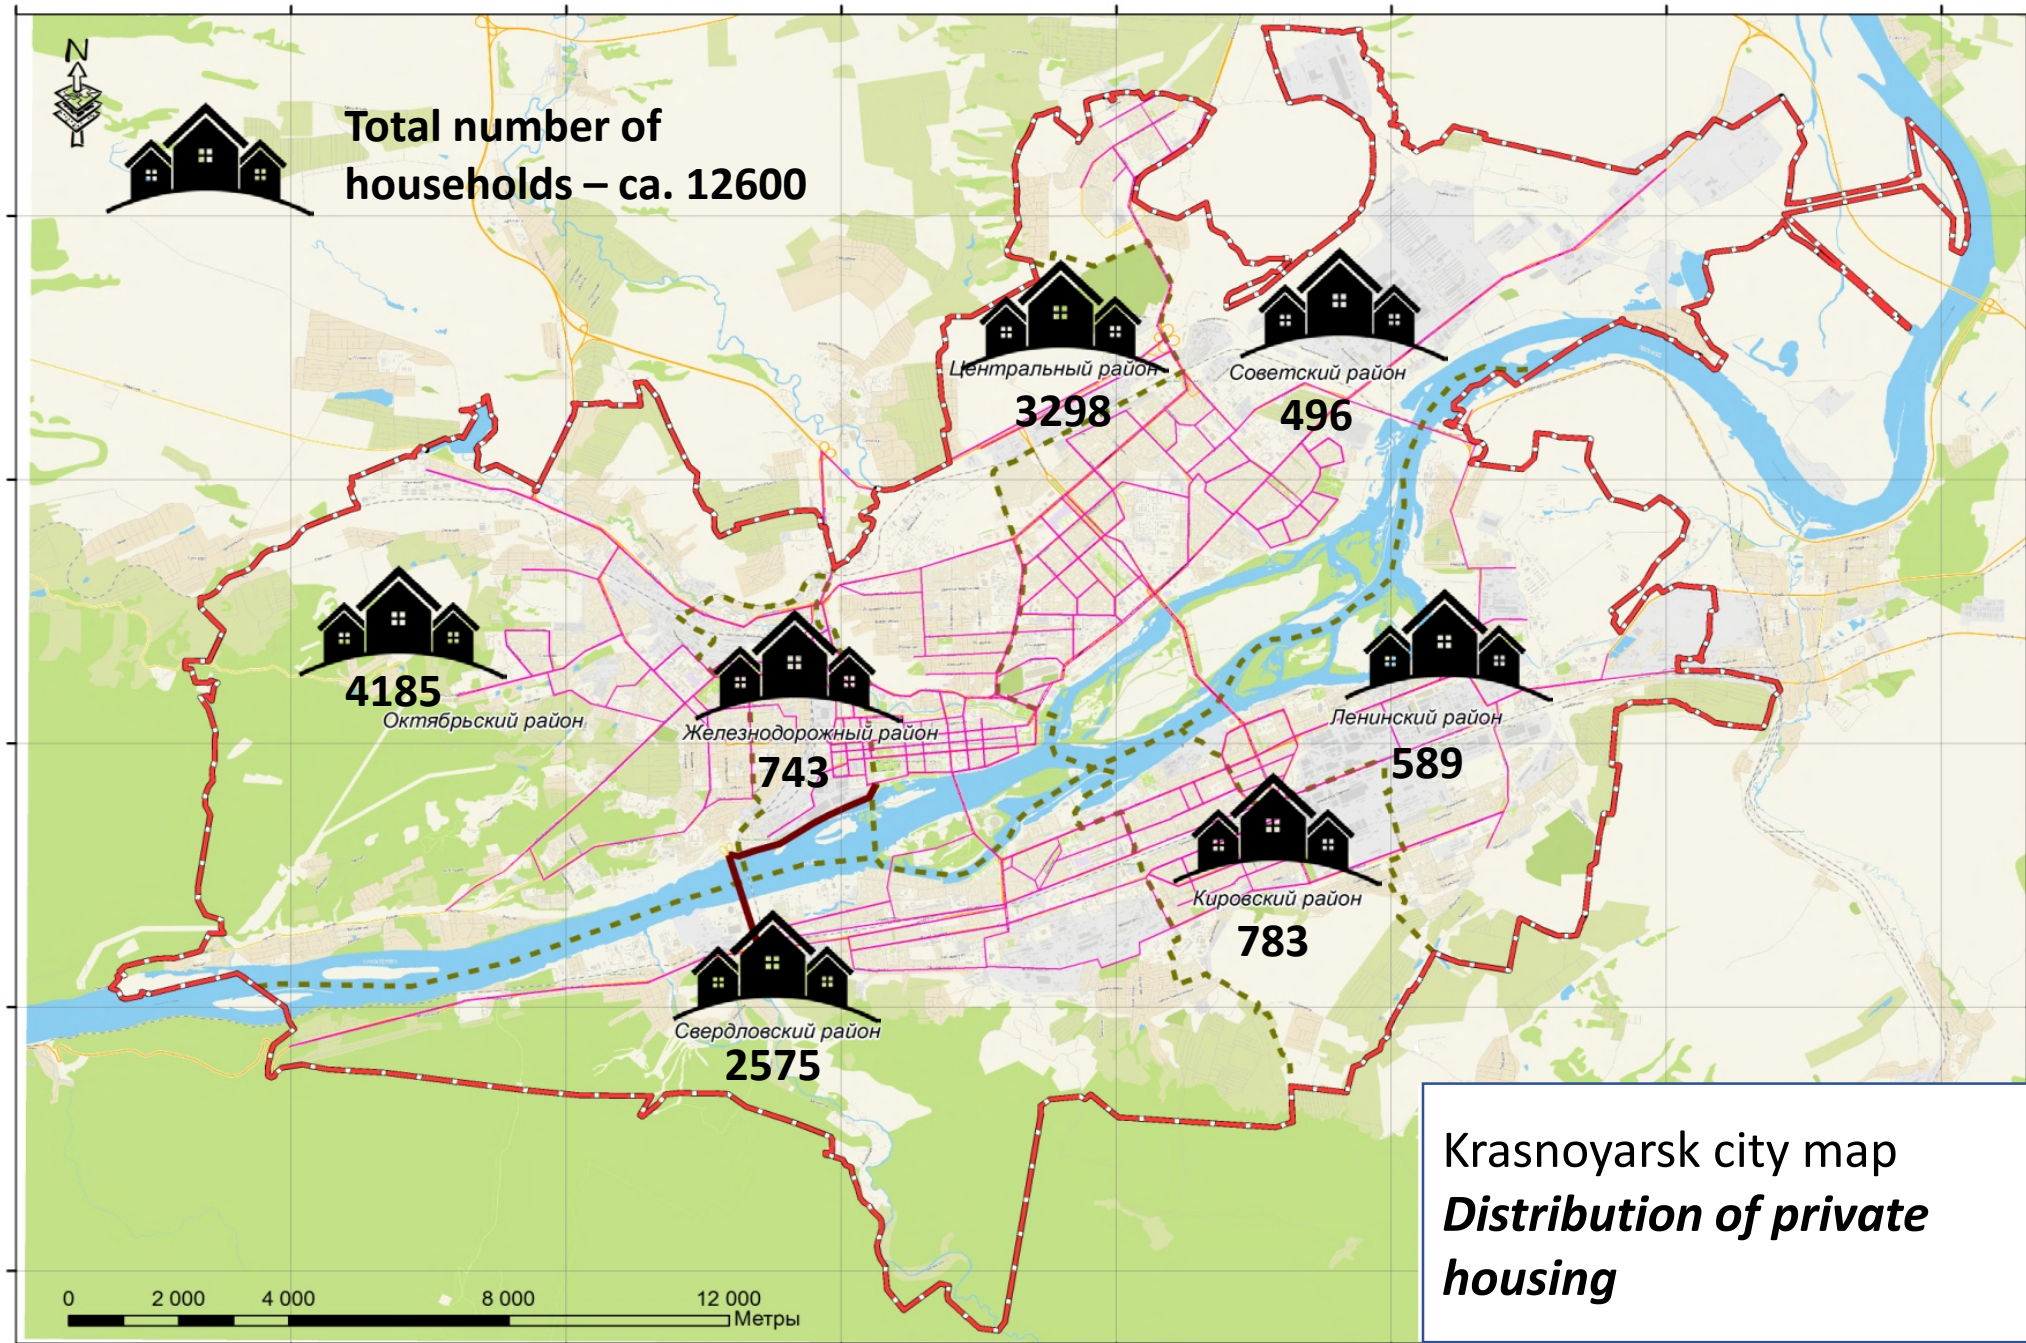 N
Total number of
households – ca. 12600
Центральный район
3298
Советский район
496
4185
Октябрьский район
Железнодорожный район
743
Ленинский район
589
Кировский район
783
Свердловский район
2575
Krasnoyarsk city map
Distribution of private
housing
0 2 000 4 000 8 000 12 000
Метры